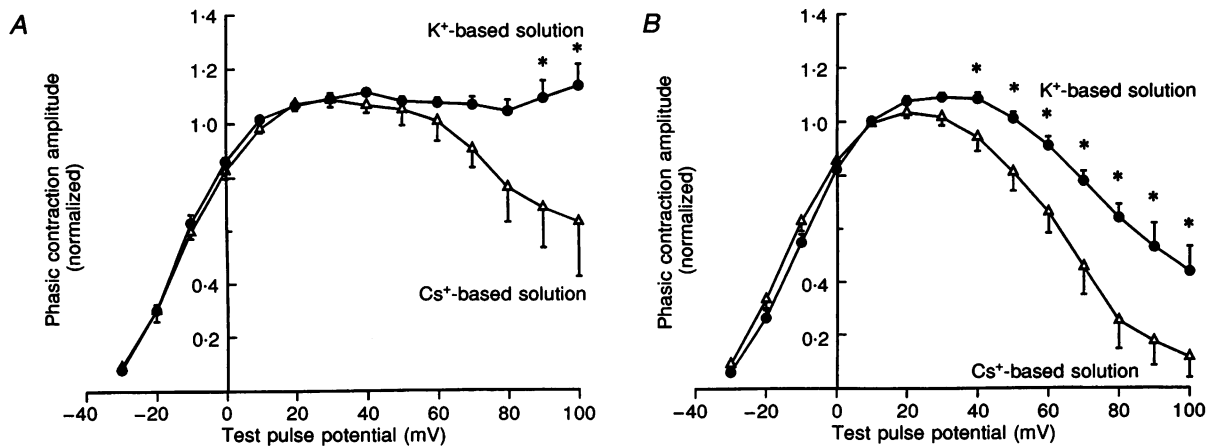 A
K+-based solution
* *
Phasic contraction amplitude
(normalized)
1·4
1·2
1·0
0·4
0·2
Cs+-based solution
−40 −20 0 20 40 60 80 100
Test pulse potential (mV)
B
K+-based solution
* * * * * * *
Phasic contraction amplitude
(normalized)
1·4
1·2
1·0
0·4
0·2
Cs+-based solution
−40 −20 0 20 40 60 80 100
Test pulse potential (mV)